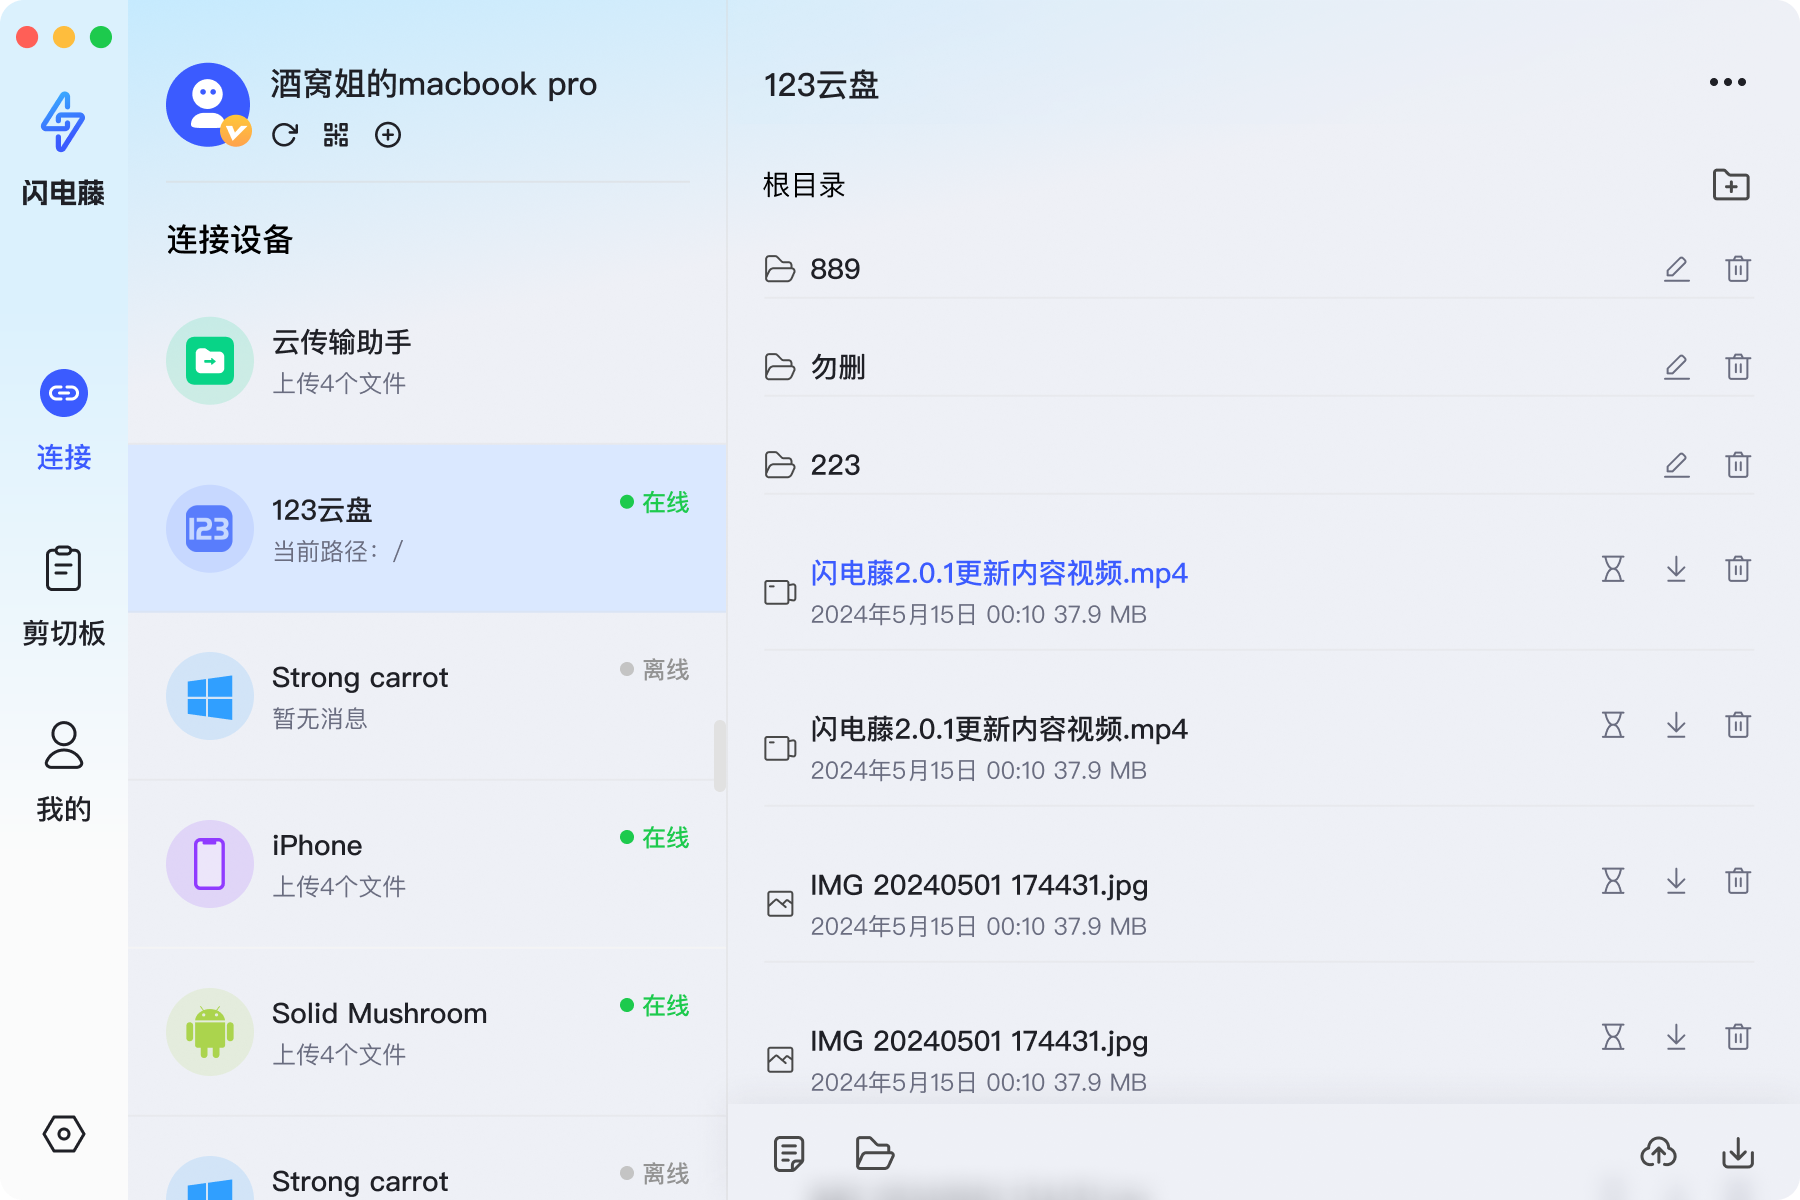 闪电藤
连接
剪切板
我的
酒窝姐的macbook pro
连接设备
云传输助手
上传4个文件
123
123云盘
在线
当前路径：/
Strong carrot
离线
暂无消息
iPhone
在线
上传4个文件
Solid Mushroom
在线
上传4个文件
Strong carrot
离线
123云盘
根目录
889
勿删
223
闪电藤2.0.1更新内容视频.mp4
2024年5月15日 00:10 37.9 MB
闪电藤2.0.1更新内容视频.mp4
2024年5月15日 00:10 37.9 MB
IMG 20240501 174431.jpg
2024年5月15日 00:10 37.9 MB
IMG 20240501 174431.jpg
2024年5月15日 00:10 37.9 MB